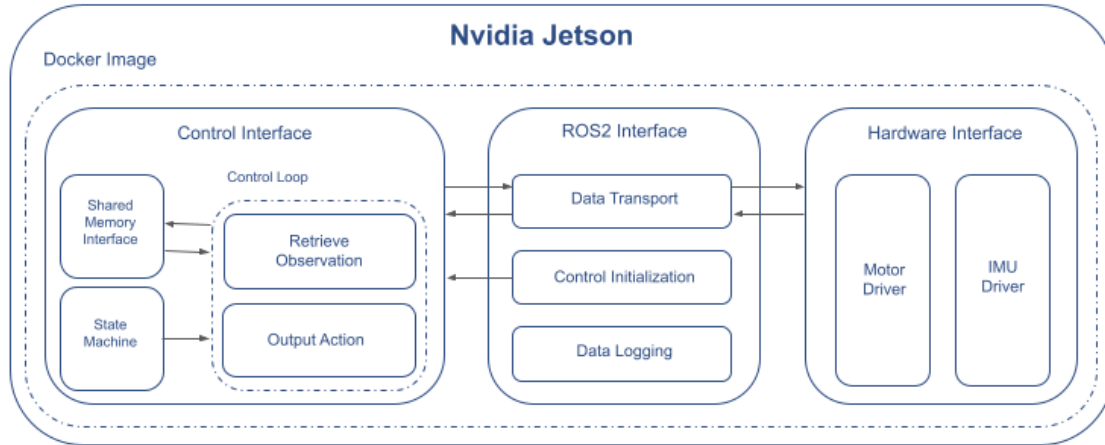 Nvidia Jetson
Docker Image
Control Interface
Control Loop
Shared
Memory
Interface
Retrieve
Observation
State
Machine
Output Action
ROS2 Interface
Data Transport
Control Initialization
Data Logging
Hardware Interface
Motor
Driver
IMU
Driver